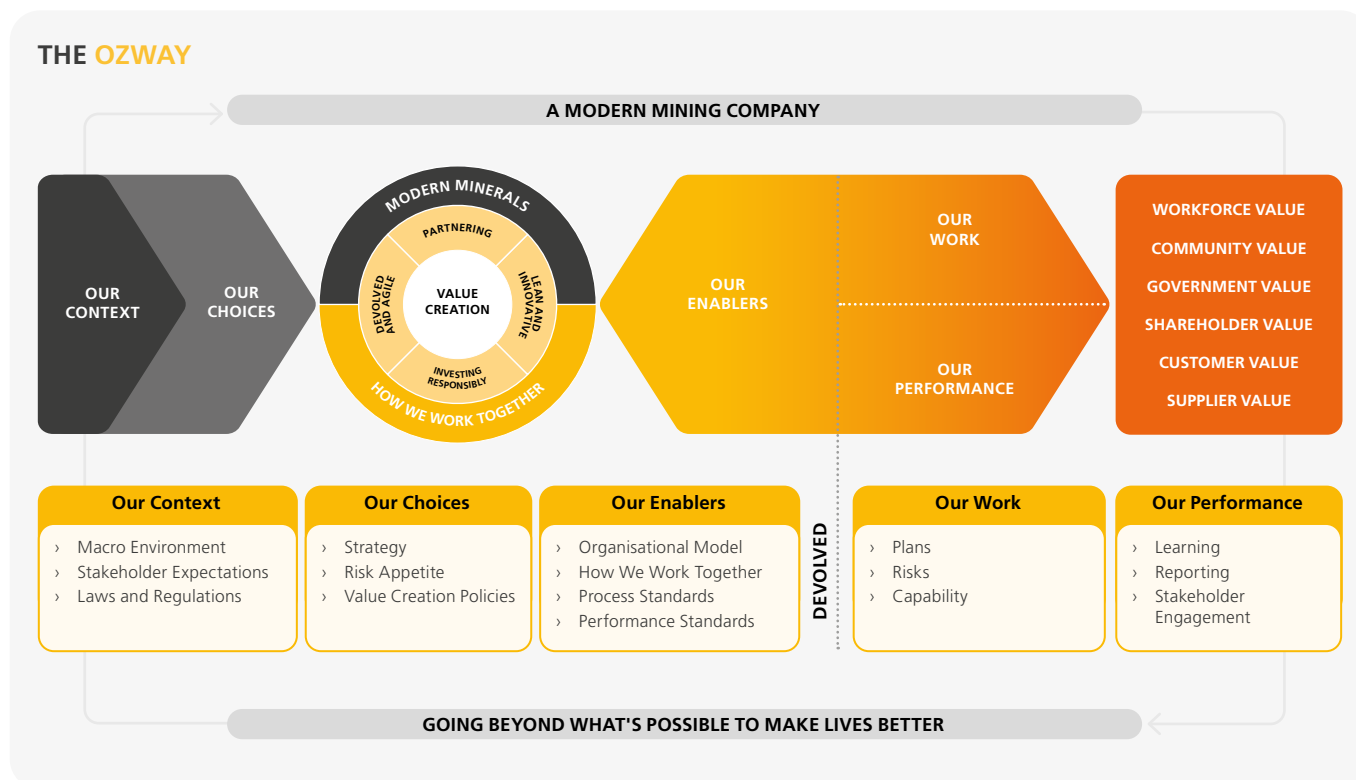 THE OZWAY
A MODERN MINING COMPANY
OUR
CONTEXT
OUR
CHOICES
MODERN MINERALS
PARTNERING
DEVOLVED
AND AGILE
VALUE
CREATION
LEAN AND
INNOVATIVE
INVESTING
RESPONSIBLY
HOW WE WORK TOGETHER
OUR
ENABLERS
OUR
WORK
OUR
PERFORMANCE
WORKFORCE VALUE
COMMUNITY VALUE
GOVERNMENT VALUE
SHAREHOLDER VALUE
CUSTOMER VALUE
SUPPLIER VALUE
Our Context
› Macro Environment
› Stakeholder Expectations
› Laws and Regulations
Our Choices
› Strategy
› Risk Appetite
› Value Creation Policies
Our Enablers
› Organisational Model
› How We Work Together
› Process Standards
› Performance Standards
DEVOLVED
Our Work
› Plans
› Risks
› Capability
Our Performance
› Learning
› Reporting
› Stakeholder
Engagement
GOING BEYOND WHAT'S POSSIBLE TO MAKE LIVES BETTER